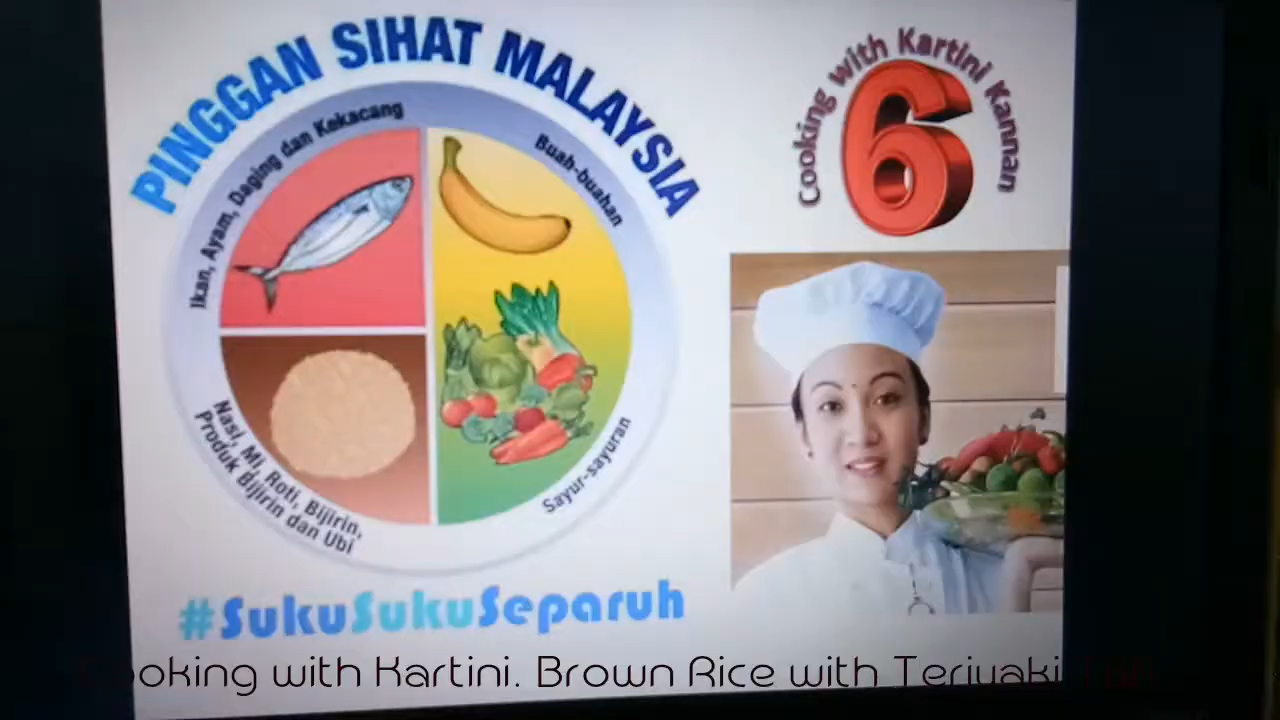 PINGGAN SIHAT MALAYSIA
Ikan, Ayam, Daging dan Kekacang
Buah-buahan
Nasi, Mi, Roti, Bijirin,
Produk Bijirin dan Ubi
Sayur-sayuran
#SukuSukuSeparuh
Cooking with Kartini Kannan
6
Cooking with Kartini. Brown Rice with Teriyaki